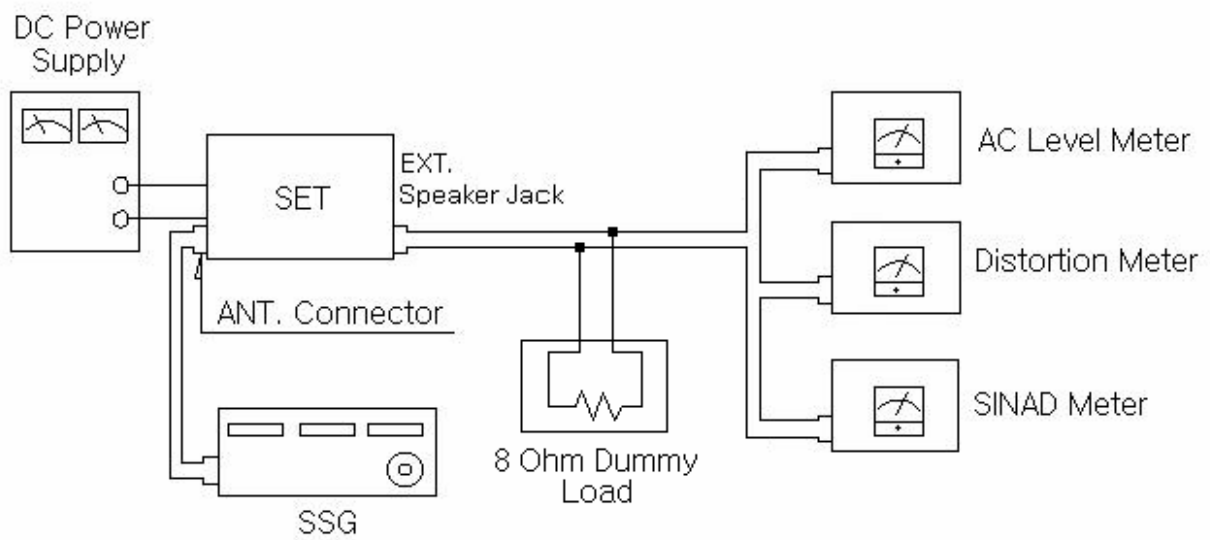 DC Power
Supply
SET
EXT.
Speaker Jack
ANT. Connector
SSG
8 Ohm Dummy
Load
AC Level Meter
Distortion Meter
SINAD Meter